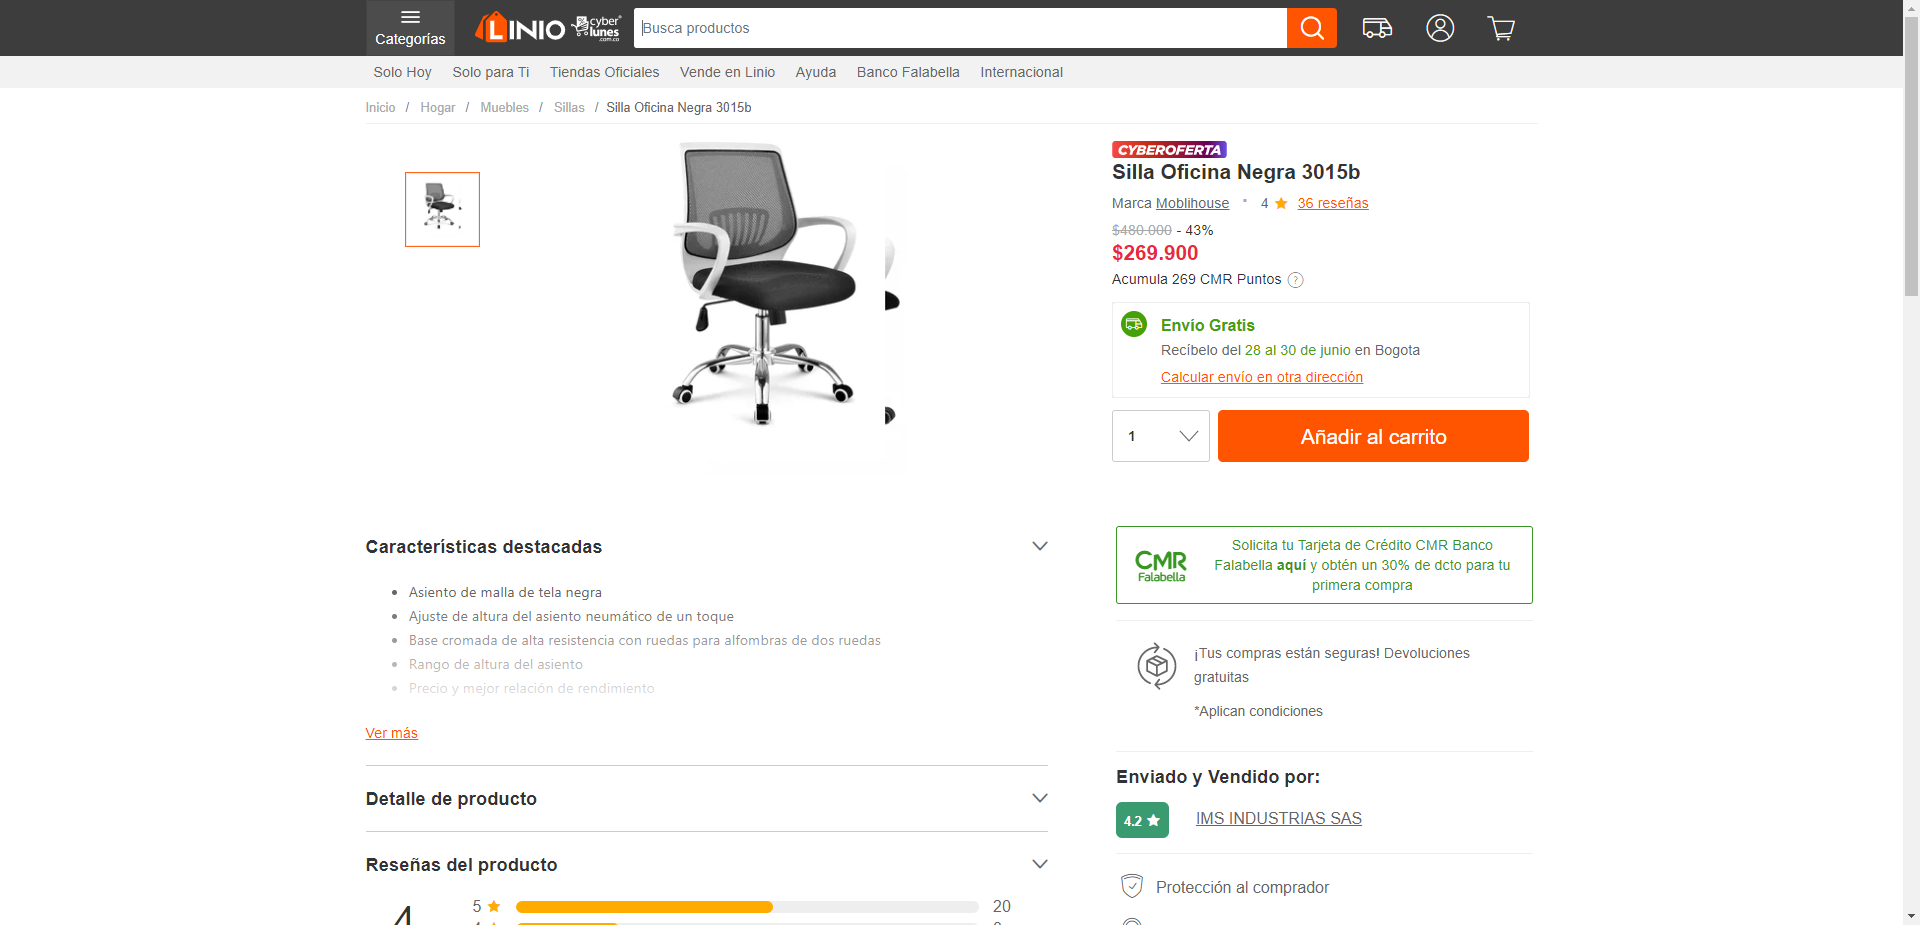 Categorías
LINIO
cyber
lunes
.com.co
Busca productos
Solo Hoy
Solo para Ti
Tiendas Oficiales
Vende en Linio
Ayuda
Banco Falabella
Internacional
Inicio / Hogar / Muebles / Sillas / Silla Oficina Negra 3015b
CYBEROFERTA
Silla Oficina Negra 3015b
Marca Moblihouse • 4 ★ 36 reseñas
$480.000 - 43%
$269.900
Acumula 269 CMR Puntos ?
Envío Gratis
Recíbelo del 28 al 30 de junio en Bogota
Calcular envío en otra dirección
1
Añadir al carrito
Características destacadas
• Asiento de malla de tela negra
• Ajuste de altura del asiento neumático de un toque
• Base cromada de alta resistencia con ruedas para alfombras de dos ruedas
• Rango de altura del asiento
• Precio y mejor relación de rendimiento
Ver más
Detalle de producto
Reseñas del producto
4
5 ★ 20
CMR
Falabella
Solicita tu Tarjeta de Crédito CMR Banco
Falabella aquí y obtén un 30% de dcto para tu
primera compra
¡Tus compras están seguras! Devoluciones
gratuitas
*Aplican condiciones
Enviado y Vendido por:
4.2 ★
IMS INDUSTRIAS SAS
Protección al comprador